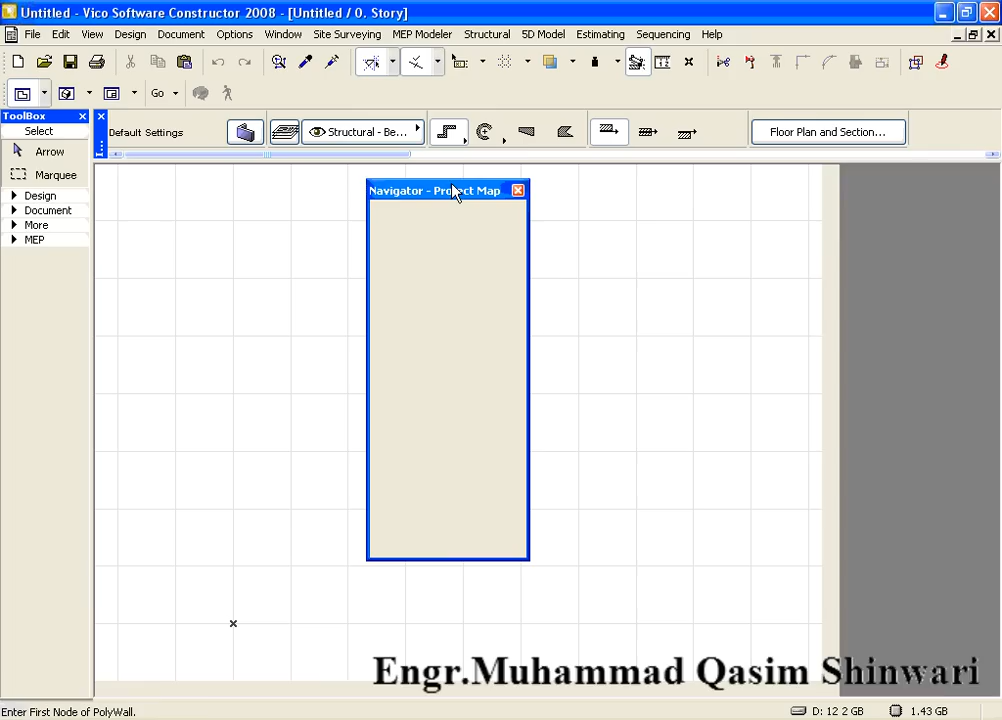 Untitled - Vico Software Constructor 2008 - [Untitled / 0. Story]
File Edit View Design Document Options Window Site Surveying MEP Modeler Structural 5D Model Estimating Sequencing Help
Go
ToolBox
Select
Arrow
Marquee
Design
Document
More
MEP
Default Settings
Structural - Be...
Floor Plan and Section...
Navigator - Project Map
Engr.Muhammad Qasim Shinwari
Enter First Node of PolyWall.
D: 12.2 GB
1.43 GB